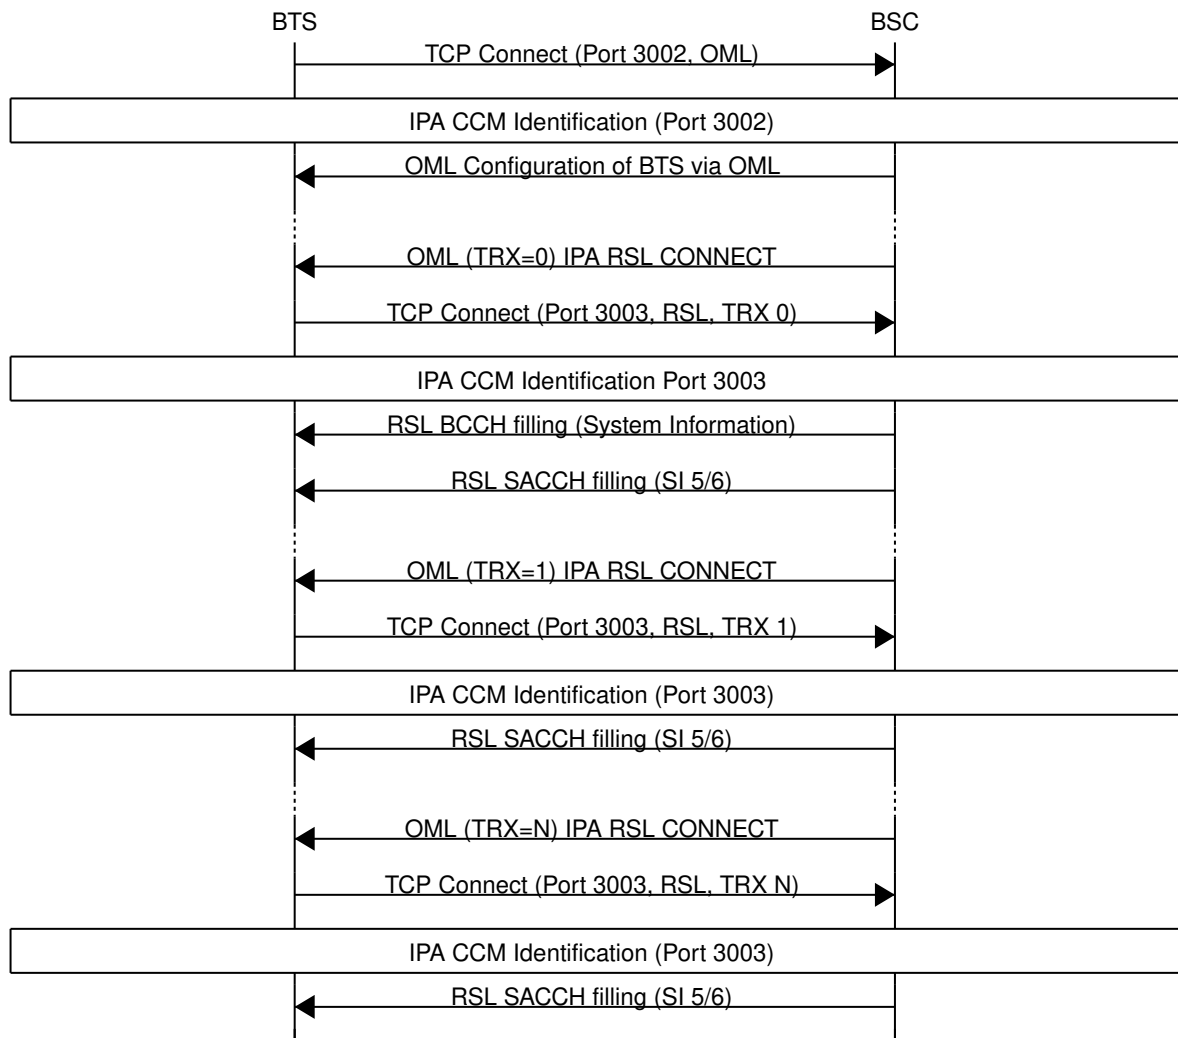 BTS BSC
TCP Connect (Port 3002, OML)
IPA CCM Identification (Port 3002)
OML Configuration of BTS via OML
OML (TRX=0) IPA RSL CONNECT
TCP Connect (Port 3003, RSL, TRX 0)
IPA CCM Identification Port 3003
RSL BCCH filling (System Information)
RSL SACCH filling (SI 5/6)
OML (TRX=1) IPA RSL CONNECT
TCP Connect (Port 3003, RSL, TRX 1)
IPA CCM Identification (Port 3003)
RSL SACCH filling (SI 5/6)
OML (TRX=N) IPA RSL CONNECT
TCP Connect (Port 3003, RSL, TRX N)
IPA CCM Identification (Port 3003)
RSL SACCH filling (SI 5/6)